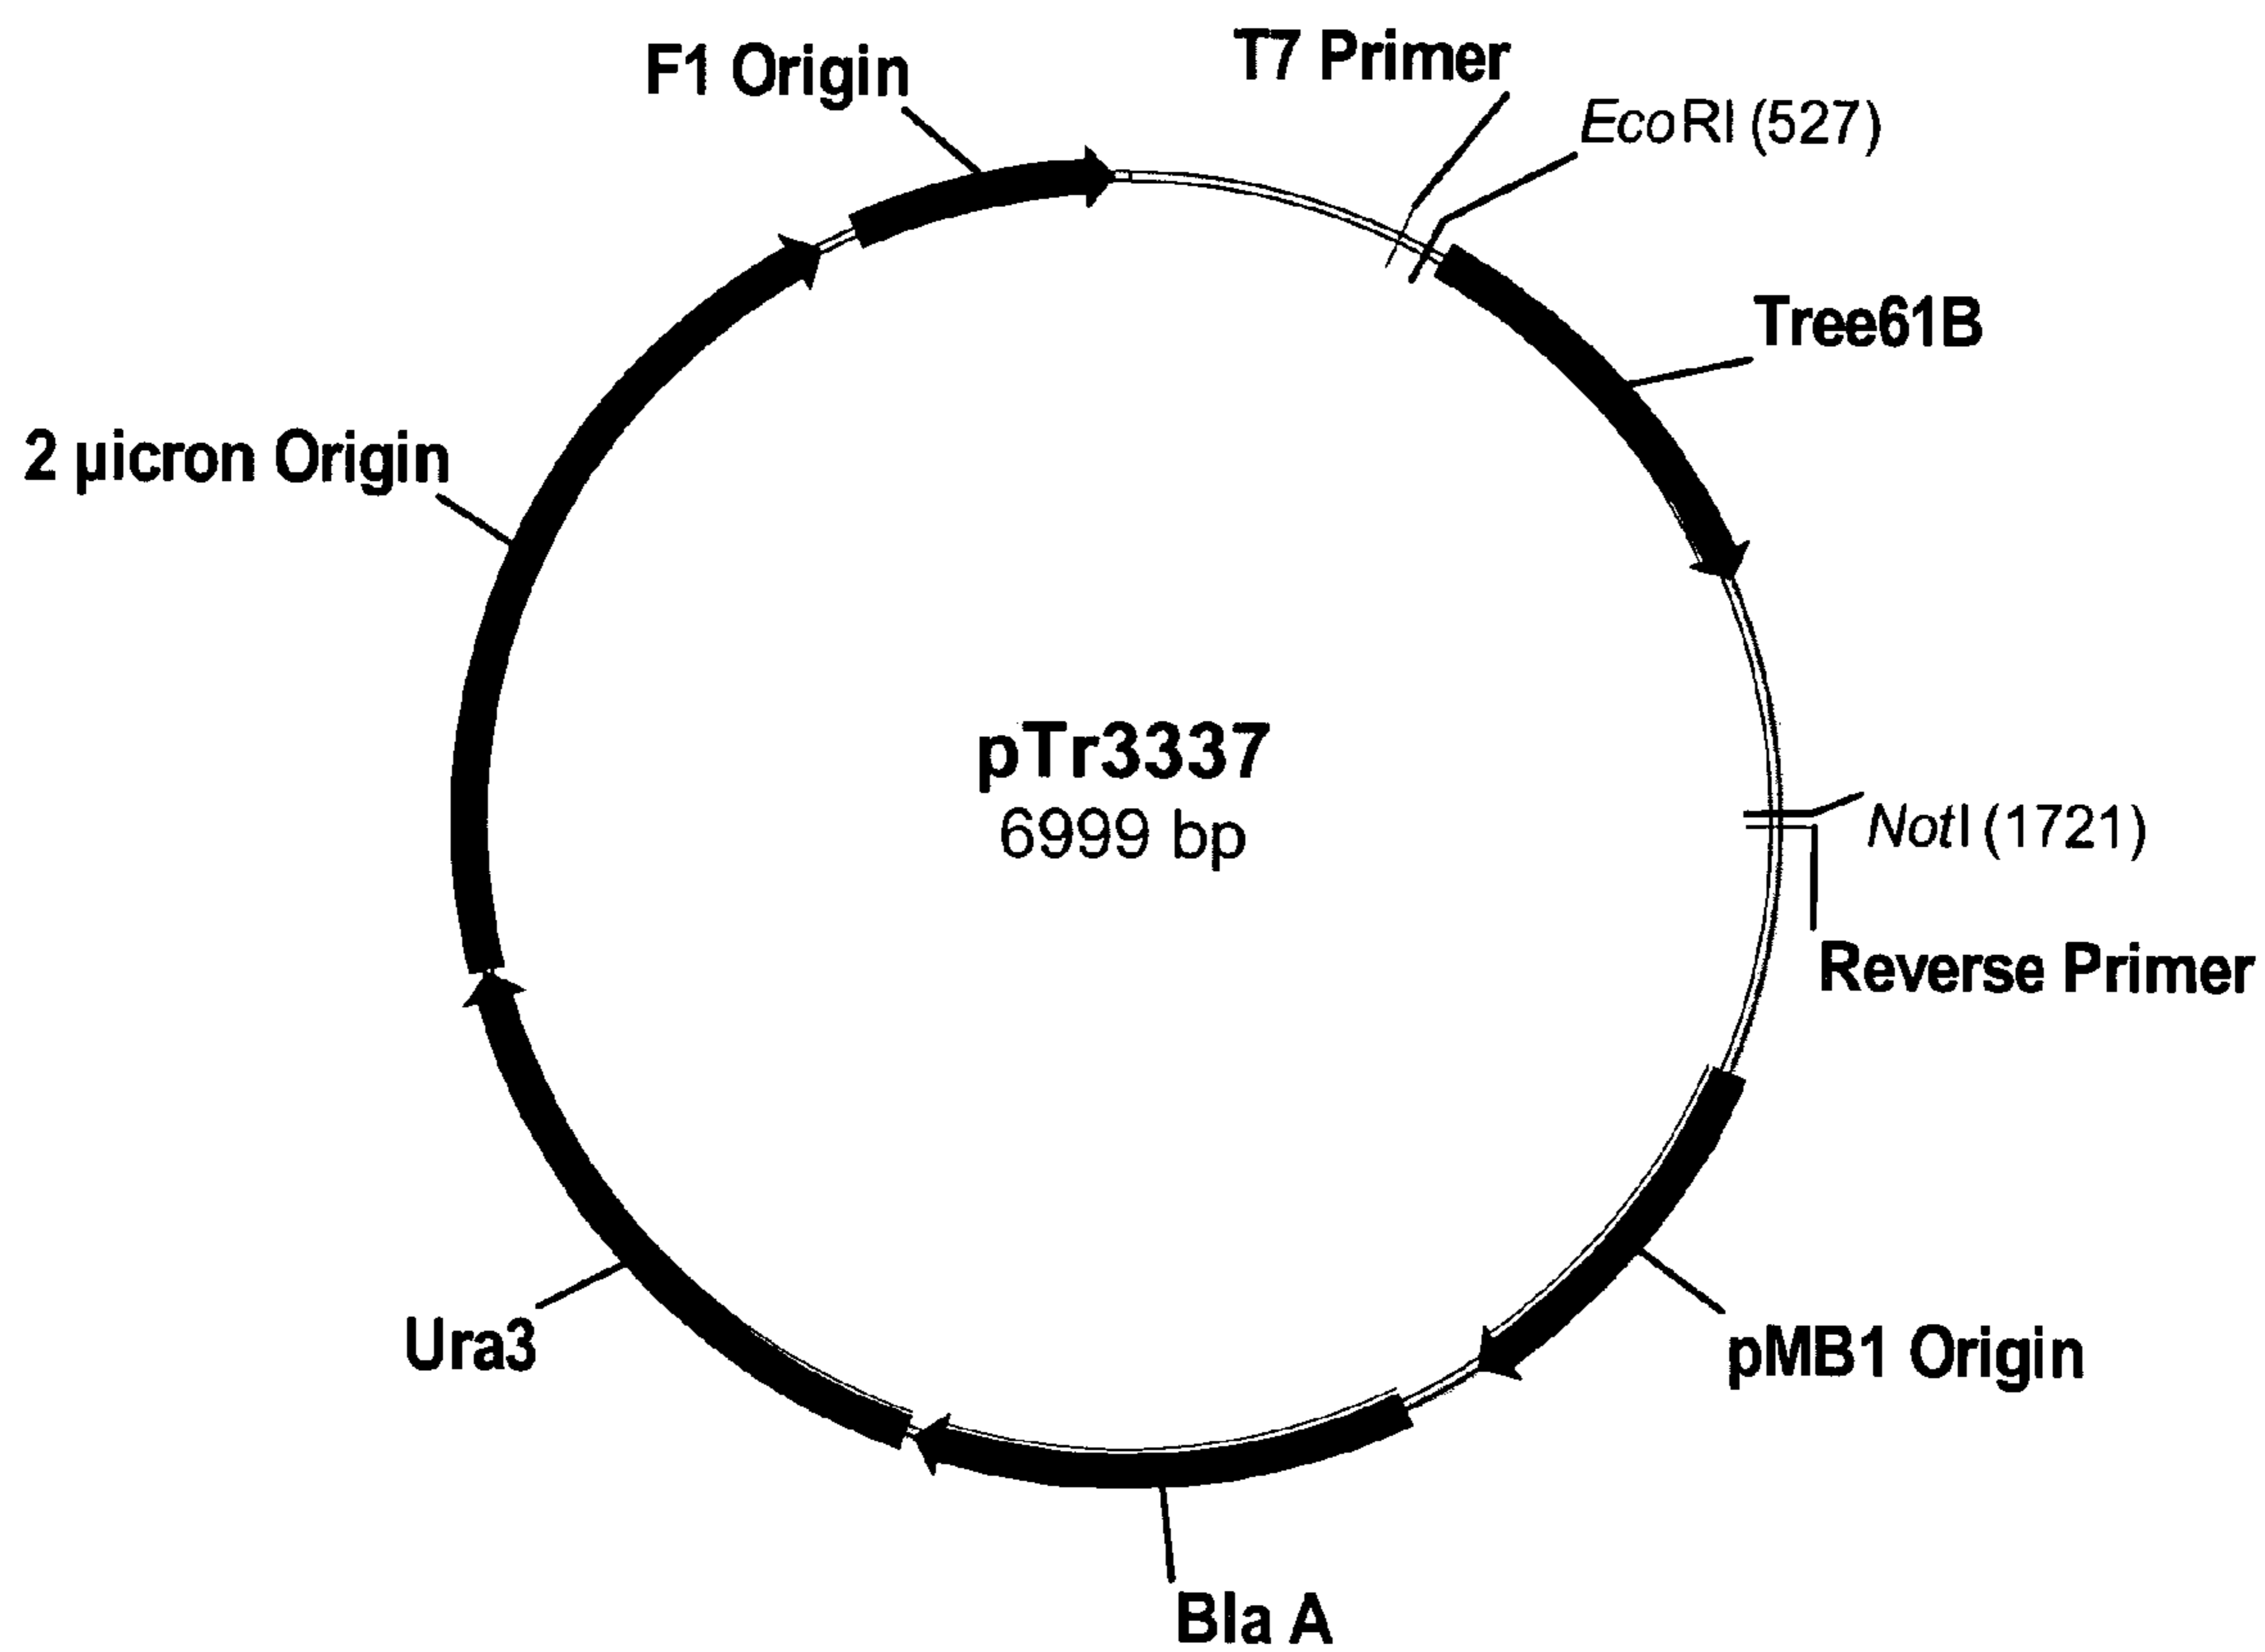 F1 Origin
T7 Primer
EcoRI (527)
Tree61B
2 µicron Origin
pTr3337
6999 bp
NotI (1721)
Reverse Primer
Ura3
pMB1 Origin
Bla A